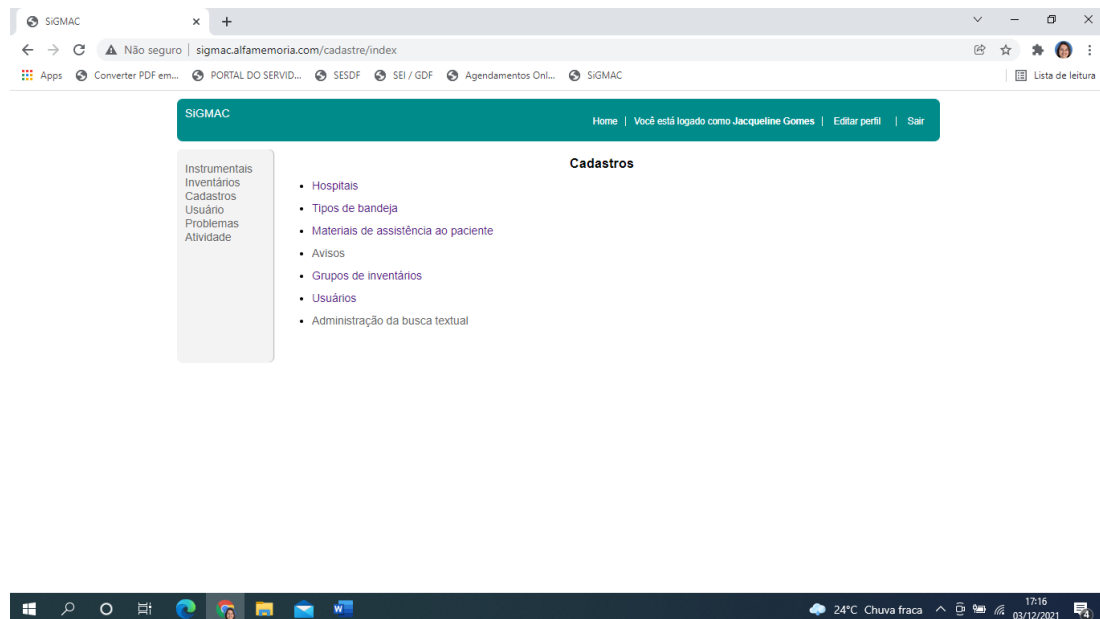 SiGMAC
Não seguro | sigmac.alfamemoria.com/cadastre/index
Apps Converter PDF em... PORTAL DO SERVID... SESDF SEI / GDF Agendamentos Onl... SiGMAC Lista de leitura
SiGMAC
Home | Você está logado como Jacqueline Gomes | Editar perfil | Sair
Instrumentais
Inventários
Cadastros
Usuário
Problemas
Atividade
Cadastros
Hospitais
Tipos de bandeja
Materiais de assistência ao paciente
Avisos
Grupos de inventários
Usuários
Administração da busca textual
24°C Chuva fraca
17:16
03/12/2021
4